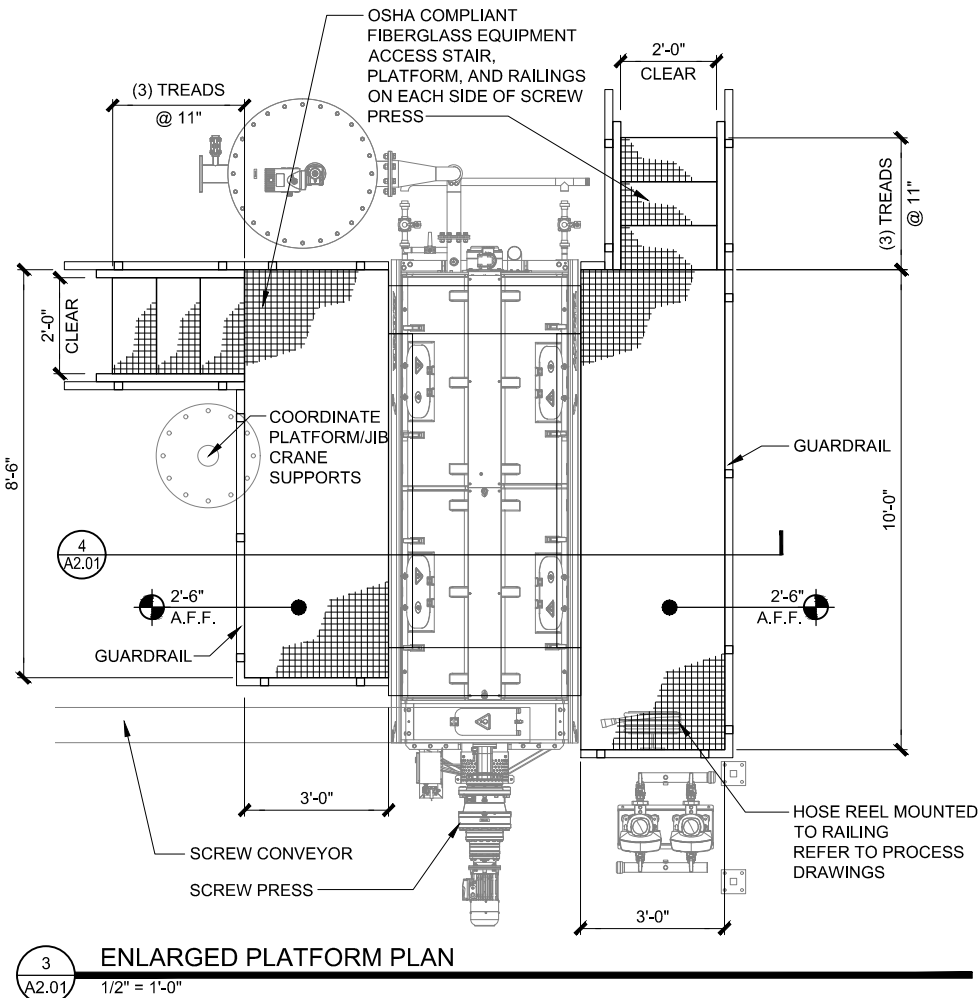 OSHA COMPLIANT
FIBERGLASS EQUIPMENT
ACCESS STAIR,
PLATFORM, AND RAILINGS
ON EACH SIDE OF SCREW
PRESS
2'-0"
CLEAR
(3) TREADS
@ 11"
(3) TREADS
@ 11"
2'-0"
CLEAR
8'-6"
COORDINATE
PLATFORM/JIB
CRANE
SUPPORTS
GUARDRAIL
10'-0"
4
A2.01
2'-6"
A.F.F.
2'-6"
A.F.F.
GUARDRAIL
3'-0"
SCREW CONVEYOR
SCREW PRESS
HOSE REEL MOUNTED
TO RAILING
REFER TO PROCESS
DRAWINGS
3'-0"
3
A2.01
ENLARGED PLATFORM PLAN
1/2" = 1'-0"